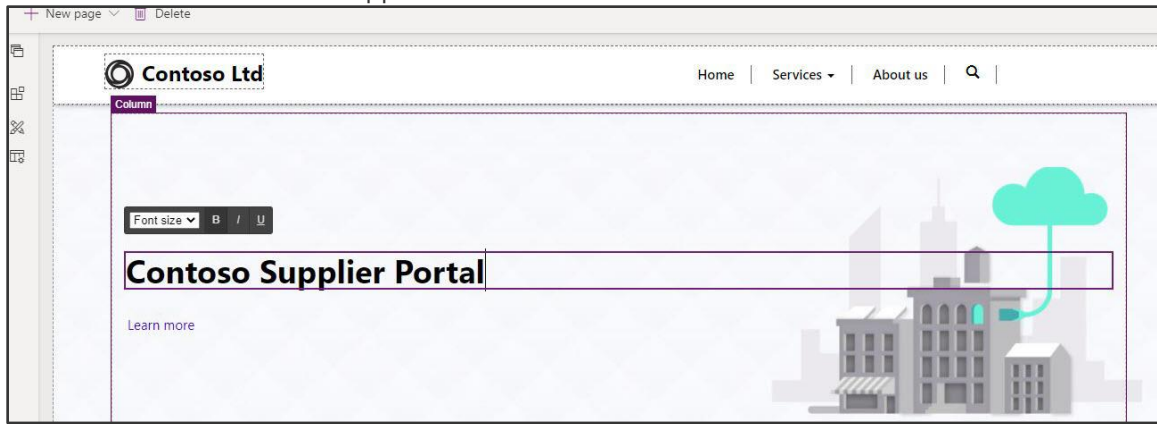 New page Delete
Contoso Ltd Home Services About us
Column
Font size B I U
Contoso Supplier Portal
Learn more